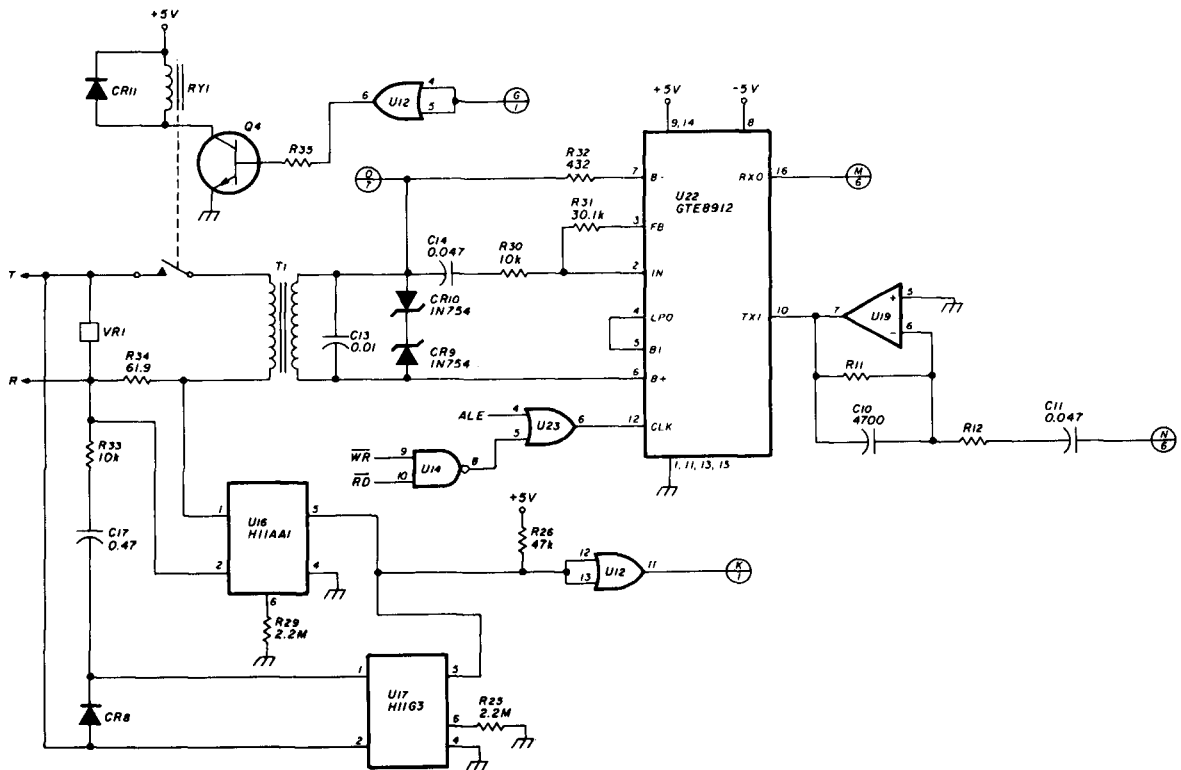 +5V
CR11
RY1
Q4
R35
6
U12
4
5
G
1
+5V
-5V
9, 14
8
O
7
R32
432
7
B-
U22
GTE8912
RXO
16
M
6
R31
30.1k
3
FB
C14
0.047
R30
10k
2
IN
T
T1
CR10
1N754
4
LPO
5
BI
TXI
10
7
U19
+
5
-
6
VR1
C13
0.01
CR9
1N754
R34
61.9
R
6
B+
R11
C10
4700
R12
C11
0.047
N
6
ALE
4
5
U23
6
12
CLK
R33
10k
WR
9
RD
10
U14
8
1, 11, 13, 15
+5V
R26
47k
C17
0.47
1
U16
H11AA1
5
2
4
6
12
13
U12
11
K
1
R29
2.2M
1
U17
H11G3
5
R25
2.2M
6
4
2
CR8